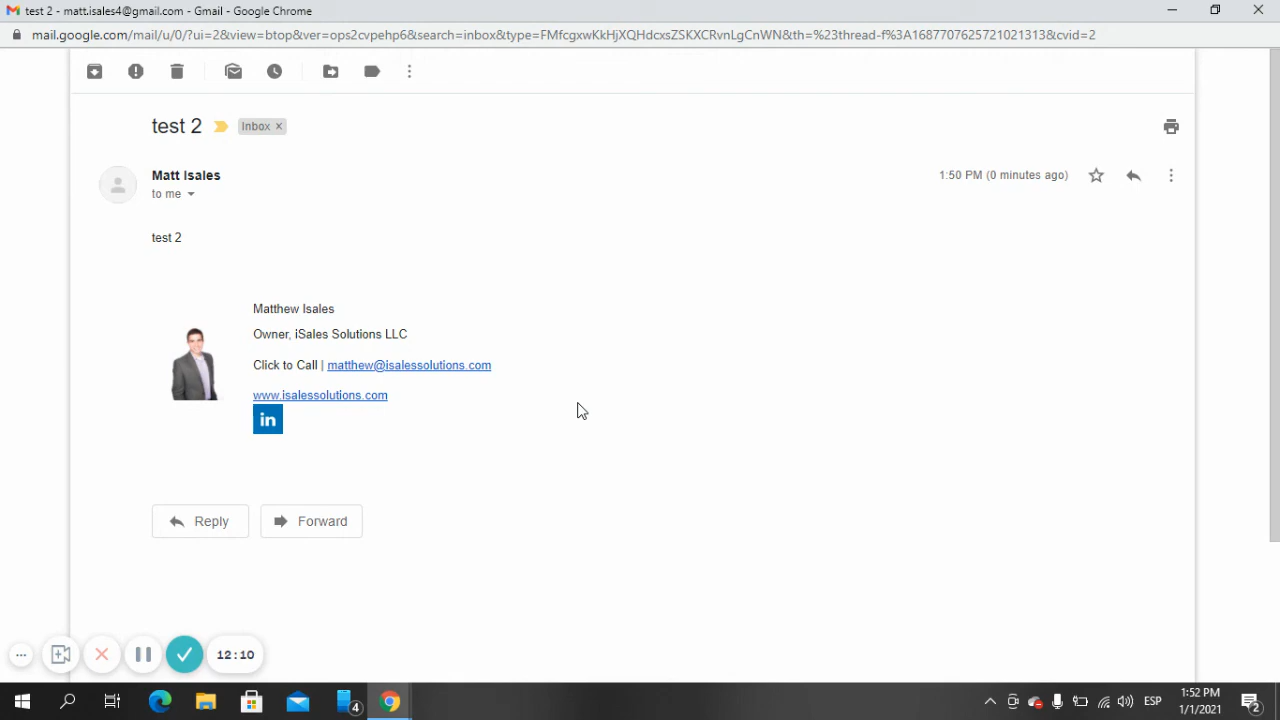 test 2 - matt.isales4@gmail.com - Gmail - Google Chrome
mail.google.com/mail/u/0/?ui=2&view=btop&ver=ops2cvpehp6&search=inbox&type=FMfcgxwKkHjXQHdcxsZSKXCRvnLgCnWN&th=%23thread-f%3A1687707625721021313&cvid=2
test 2 Inbox x
Matt Isales 1:50 PM (0 minutes ago)
to me
test 2
Matthew Isales
Owner, iSales Solutions LLC
Click to Call | matthew@isalessolutions.com
www.isalessolutions.com
in
Reply Forward
12:10
4 ESP 1:52 PM
1/1/2021 2